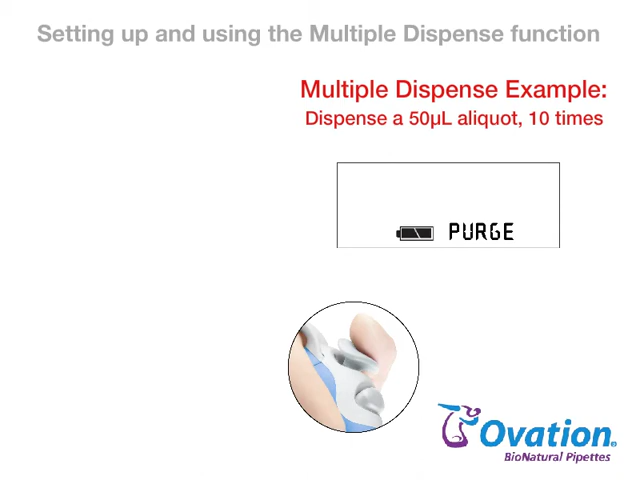 Setting up and using the Multiple Dispense function
Multiple Dispense Example:
Dispense a 50µL aliquot, 10 times
PURGE
Ovation®
BioNatural Pipettes